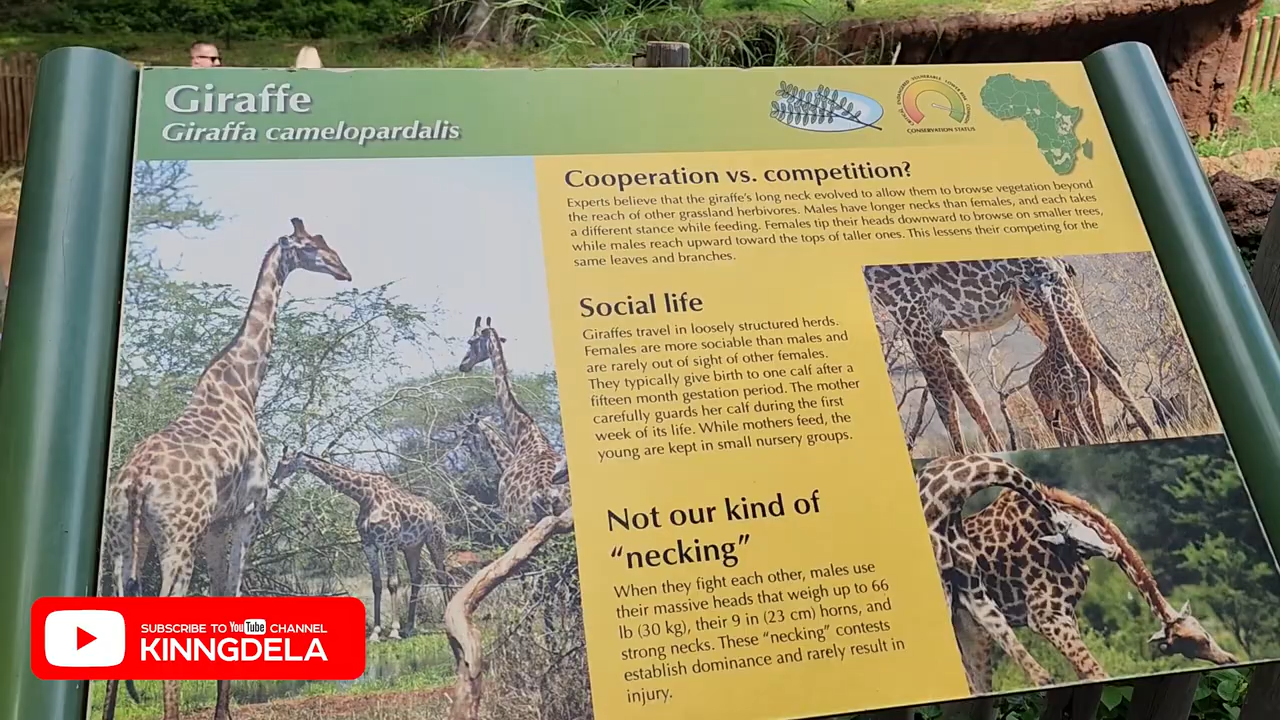 Giraffe
Giraffa camelopardalis
CONSERVATION STATUS
Cooperation vs. competition?
Experts believe that the giraffe's long neck evolved to allow them to browse vegetation beyond
the reach of other grassland herbivores. Males have longer necks than females, and each takes
a different stance while feeding. Females tip their heads downward to browse on smaller trees,
while males reach upward toward the tops of taller ones. This lessens their competing for the
same leaves and branches.
Social life
Giraffes travel in loosely structured herds.
Females are more sociable than males and
are rarely out of sight of other females.
They typically give birth to one calf after a
fifteen month gestation period. The mother
carefully guards her calf during the first
week of its life. While mothers feed, the
young are kept in small nursery groups.
Not our kind of
“necking”
When they fight each other, males use
their massive heads that weigh up to 66
lb (30 kg), their 9 in (23 cm) horns, and
strong necks. These “necking” contests
establish dominance and rarely result in
injury.
SUBSCRIBE TO YouTube CHANNEL
KINNGDELA